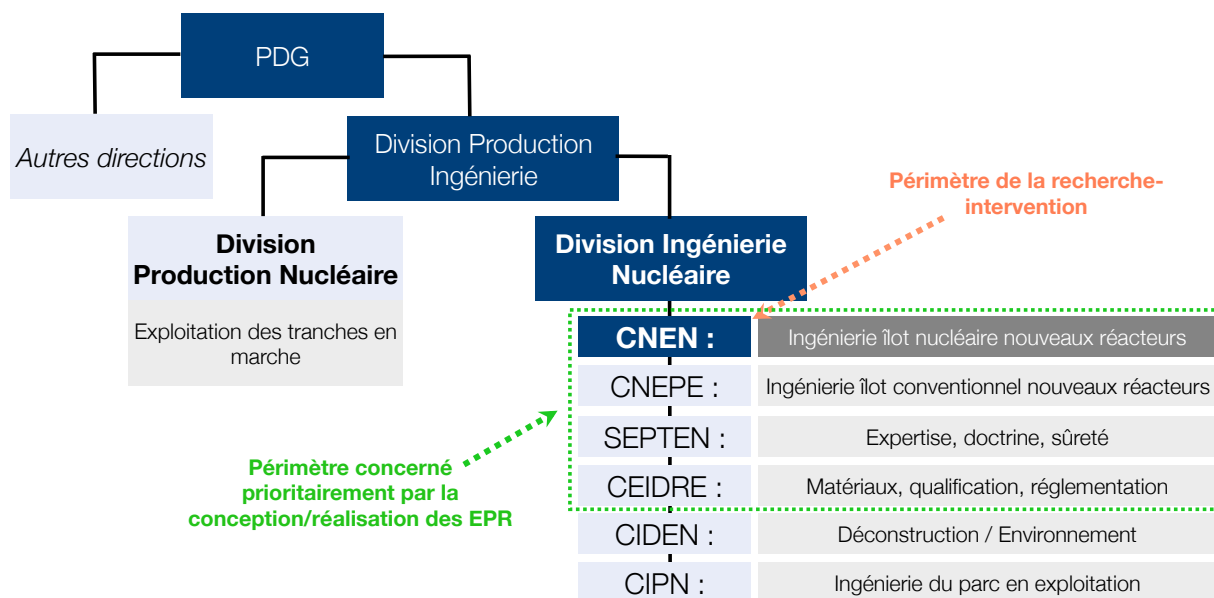 PDG
Autres directions
Division Production
Ingénierie
Périmètre de la recherche-
intervention
Division
Production Nucléaire
Division Ingénierie
Nucléaire
Exploitation des tranches en
marche
CNEN :
Ingénierie îlot nucléaire nouveaux réacteurs
CNEPE :
Ingénierie îlot conventionnel nouveaux réacteurs
SEPTEN :
Expertise, doctrine, sûreté
Périmètre concerné
prioritairement par la
conception/réalisation des EPR
CEIDRE :
Matériaux, qualification, réglementation
CIDEN :
Déconstruction / Environnement
CIPN :
Ingénierie du parc en exploitation